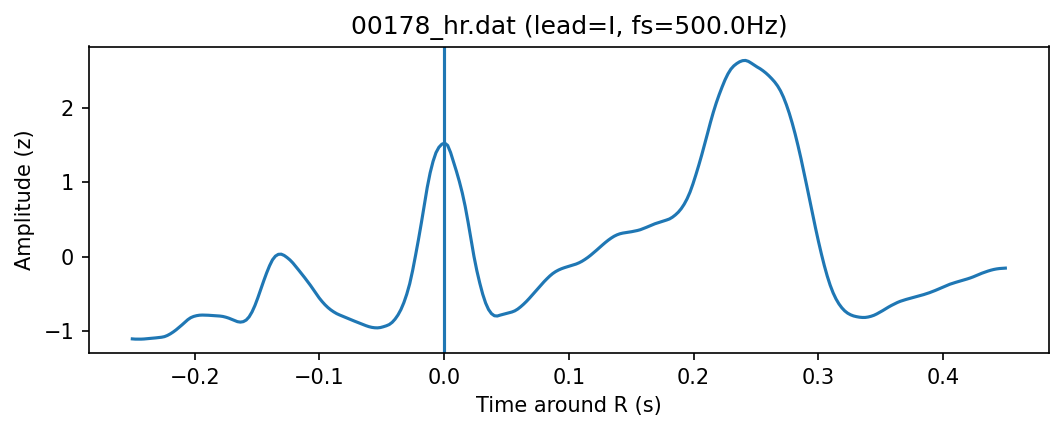 00178_hr.dat (lead=I, fs=500.0Hz)
Amplitude (z)
2
1
0
−1
−0.2 −0.1 0.0 0.1 0.2 0.3 0.4
Time around R (s)